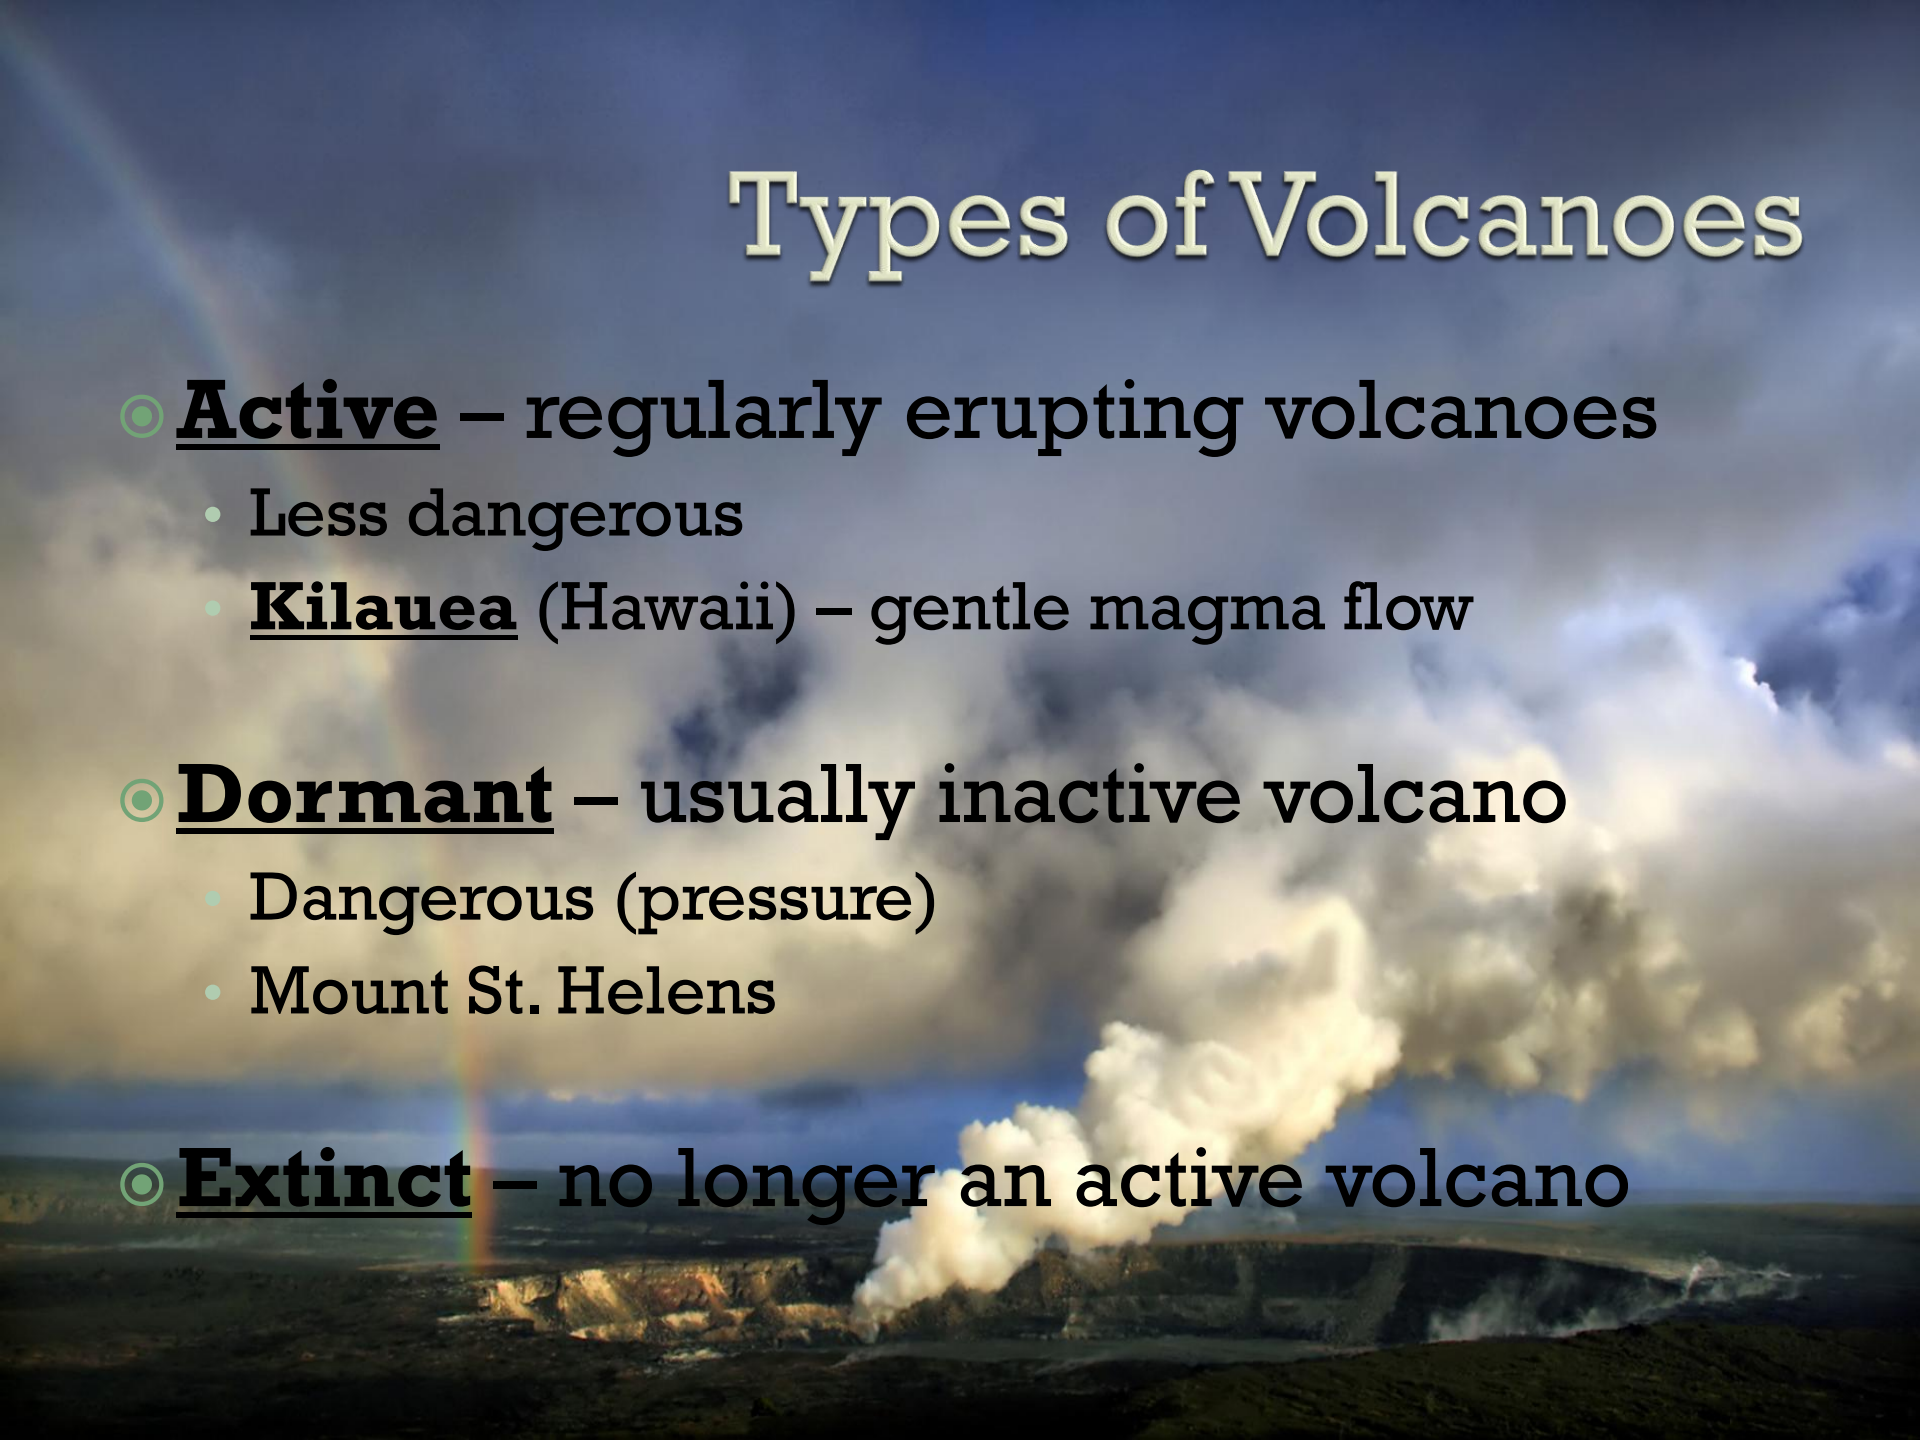 Types of Volcanoes
Active – regularly erupting volcanoes
Less dangerous
Kilauea (Hawaii) – gentle magma flow
Dormant – usually inactive volcano
Dangerous (pressure)
Mount St. Helens
Extinct – no longer an active volcano